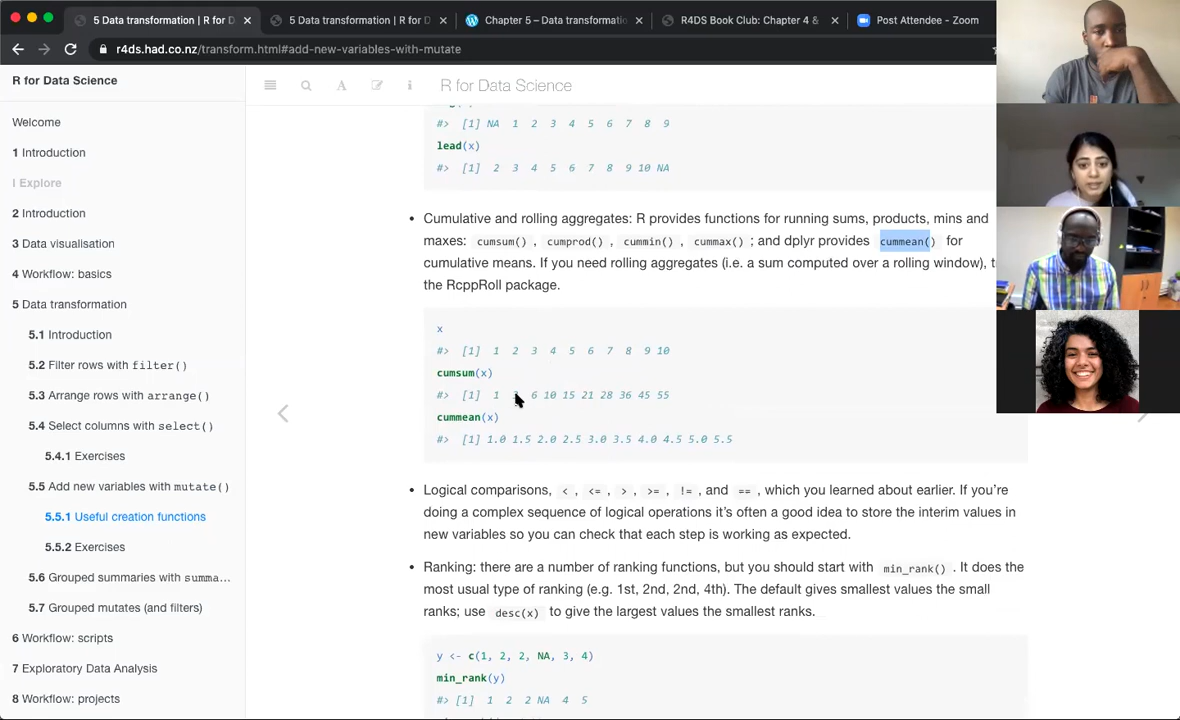 5 Data transformation | R for D
5 Data transformation | R for D
Chapter 5 – Data transformatio
R4DS Book Club: Chapter 4 &
Post Attendee - Zoom
r4ds.had.co.nz/transform.html#add-new-variables-with-mutate
R for Data Science
R for Data Science
Welcome
1 Introduction
I Explore
2 Introduction
3 Data visualisation
4 Workflow: basics
5 Data transformation
5.1 Introduction
5.2 Filter rows with filter()
5.3 Arrange rows with arrange()
5.4 Select columns with select()
5.4.1 Exercises
5.5 Add new variables with mutate()
5.5.1 Useful creation functions
5.5.2 Exercises
5.6 Grouped summaries with summa...
5.7 Grouped mutates (and filters)
6 Workflow: scripts
7 Exploratory Data Analysis
8 Workflow: projects
#> [1] NA 1 2 3 4 5 6 7 8 9
lead(x)
#> [1] 2 3 4 5 6 7 8 9 10 NA
• Cumulative and rolling aggregates: R provides functions for running sums, products, mins and
maxes: cumsum() , cumprod() , cummin() , cummax() ; and dplyr provides cummean() for
cumulative means. If you need rolling aggregates (i.e. a sum computed over a rolling window),
the RcppRoll package.
x
#> [1] 1 2 3 4 5 6 7 8 9 10
cumsum(x)
#> [1] 1 6 10 15 21 28 36 45 55
cummean(x)
#> [1] 1.0 1.5 2.0 2.5 3.0 3.5 4.0 4.5 5.0 5.5
• Logical comparisons, < , <= , > , >= , != , and == , which you learned about earlier. If you're
doing a complex sequence of logical operations it's often a good idea to store the interim values in
new variables so you can check that each step is working as expected.
• Ranking: there are a number of ranking functions, but you should start with min_rank() . It does the
most usual type of ranking (e.g. 1st, 2nd, 2nd, 4th). The default gives smallest values the small
ranks; use desc(x) to give the largest values the smallest ranks.
y <- c(1, 2, 2, NA, 3, 4)
min_rank(y)
#> [1] 1 2 2 NA 4 5